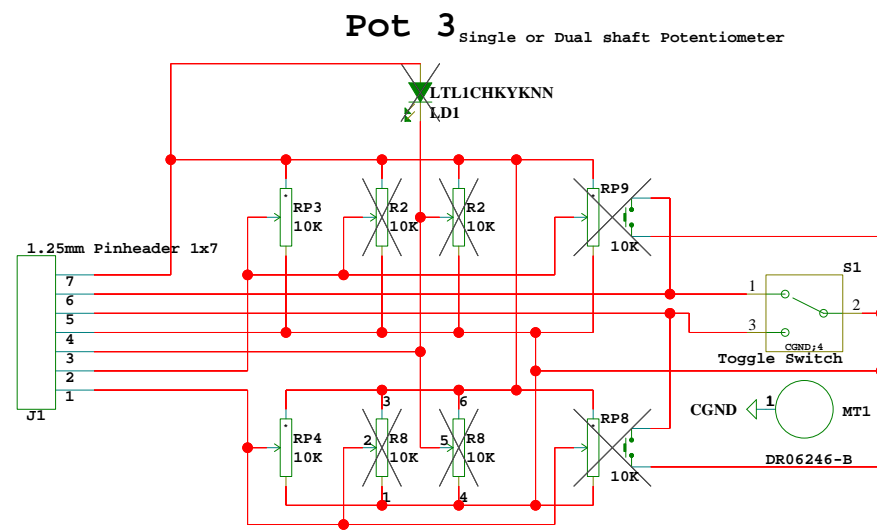 Pot 3
Single or Dual shaft Potentiometer
LTL1CHKYKNN
LD1
RP3
10K
R2
10K
R2
10K
RP9
10K
1.25mm Pinheader 1x7
7
6
5
4
3
2
1
J1
S1
1
2
3
CGND;4
Toggle Switch
CGND
1
MT1
DR06246-B
RP4
10K
3
2
R8
10K
1
6
5
R8
10K
4
RP8
10K